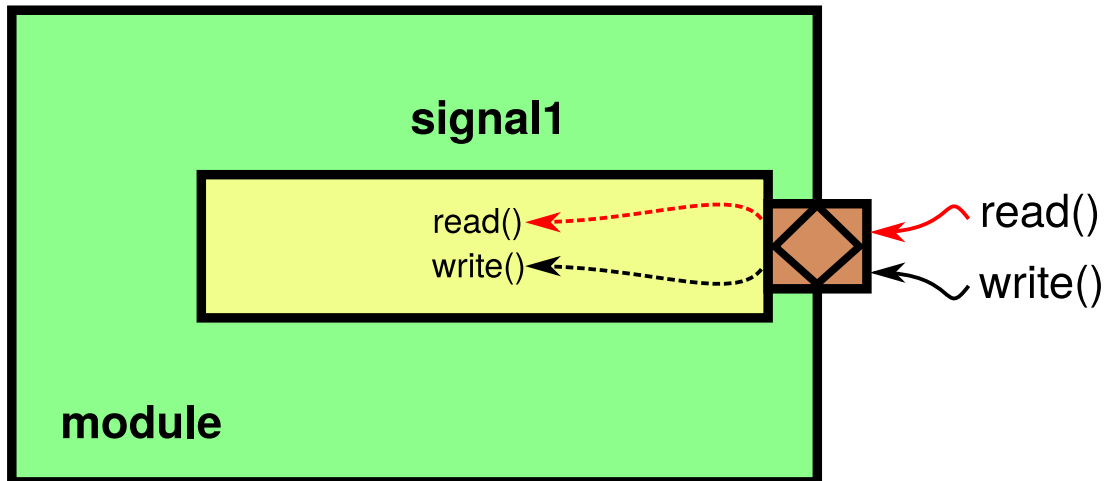 signal1
read()
write()
read()
write()
module